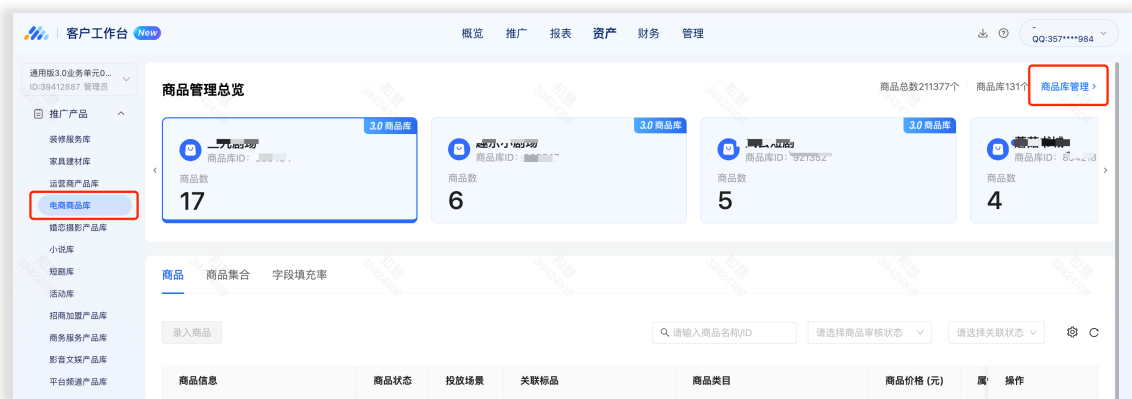 客户工作台 New
概览 推广 报表 资产 财务 管理
-
QQ:357****984
通用版3.0业务单元0...
ID:39412887 管理员
推广产品
装修服务库
家具建材库
运营商产品库
电商商品库
婚恋摄影产品库
小说库
短剧库
活动库
招商加盟产品库
商务服务产品库
影音文娱产品库
平台频道产品库
商品管理总览
商品总数211377个 商品库131个 商品库管理 >
3.0 商品库
商品库ID:
商品数
17
3.0 商品库
商品库ID:
商品数
6
3.0 商品库
商品库ID:
商品数
5
商品库ID:
商品数
4
商品 商品集合 字段填充率
录入商品
请输入商品名称/ID
请选择商品审核状态
请选择关联状态
商品信息 商品状态 投放场景 关联标品 商品类目 商品价格 (元) 操作